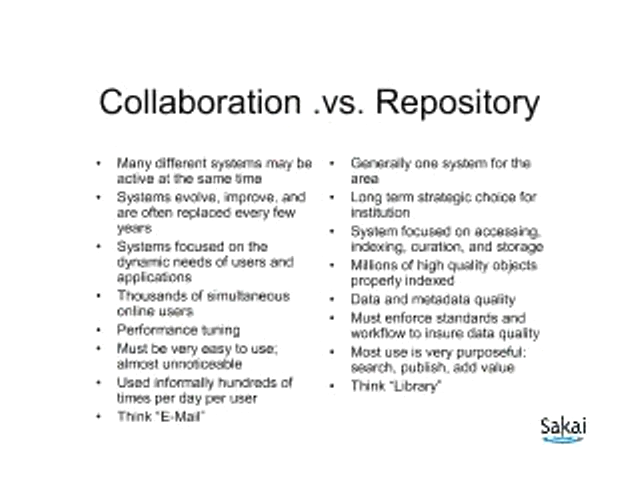 Collaboration .vs. Repository
• Many different systems may be
active at the same time
• Systems evolve, improve, and
are often replaced every few
years
• Systems focused on the
dynamic needs of users and
applications
• Thousands of simultaneous
online users
• Performance tuning
• Must be very easy to use;
almost unnoticeable
• Used informally hundreds of
times per day per user
• Think "E-Mail"
• Generally one system for the
area
• Long term strategic choice for
institution
• System focused on accessing,
indexing, curation, and storage
• Millions of high quality objects
properly indexed
• Data and metadata quality
• Must enforce standards and
workflow to insure data quality
• Most use is very purposeful:
search, publish, add value
• Think "Library"
Sakai